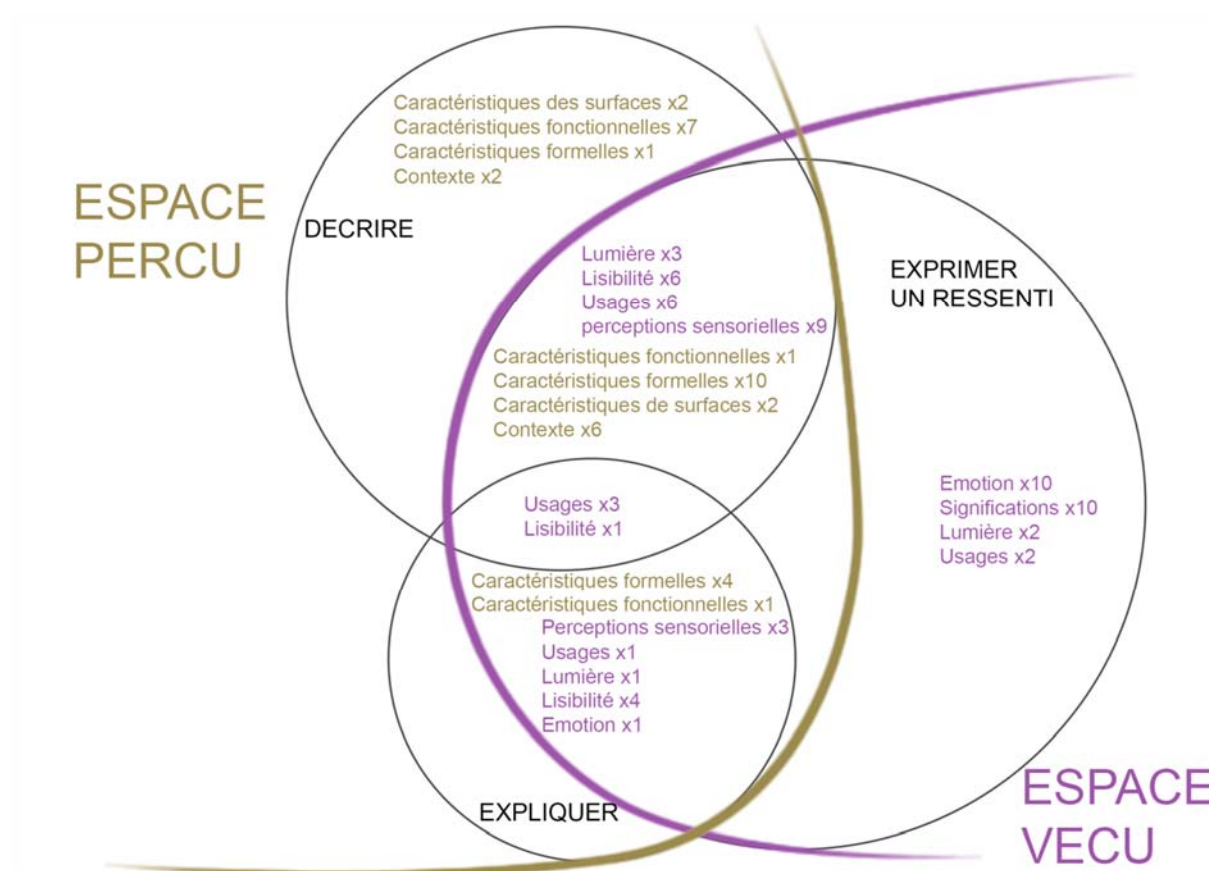 Caractéristiques des surfaces x2
Caractéristiques fonctionnelles x7
Caractéristiques formelles x1
Contexte x2
ESPACE
PERCU
DECRIRE
Lumière x3
Lisibilité x6
Usages x6
perceptions sensorielles x9
EXPRIMER
UN RESSENTI
Caractéristiques fonctionnelles x1
Caractéristiques formelles x10
Caractéristiques de surfaces x2
Contexte x6
Usages x3
Lisibilité x1
Emotion x10
Significations x10
Lumière x2
Usages x2
Caractéristiques formelles x4
Caractéristiques fonctionnelles x1
Perceptions sensorielles x3
Usages x1
Lumière x1
Lisibilité x4
Emotion x1
EXPLIQUER
ESPACE
VECU